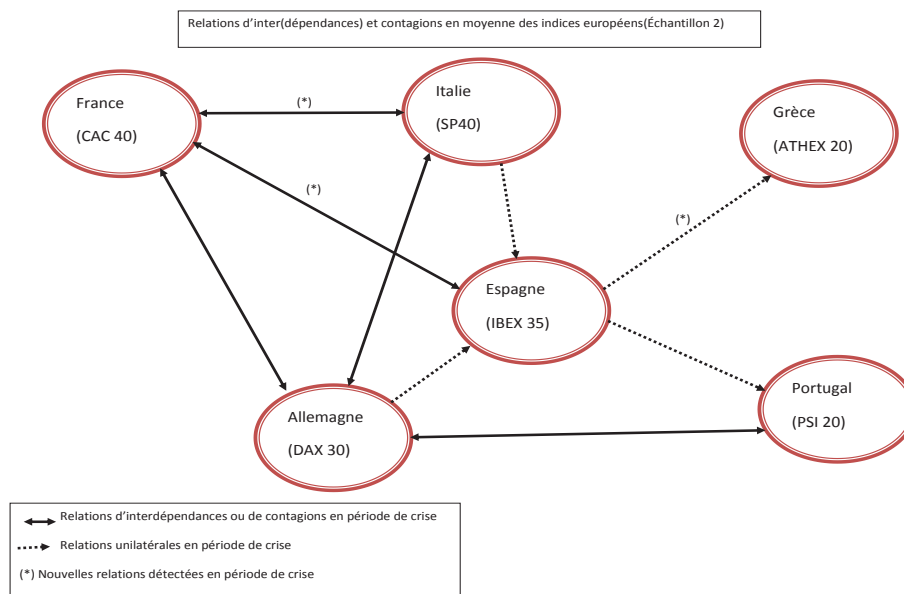 Relations d'inter(dépendances) et contagions en moyenne des indices européens(Échantillon 2)
France
(CAC 40)
(*)
Italie
(SP40)
Grèce
(ATHEX 20)
(*)
(*)
Espagne
(IBEX 35)
Allemagne
(DAX 30)
Portugal
(PSI 20)
Relations d'interdépendances ou de contagions en période de crise
Relations unilatérales en période de crise
(*) Nouvelles relations détectées en période de crise